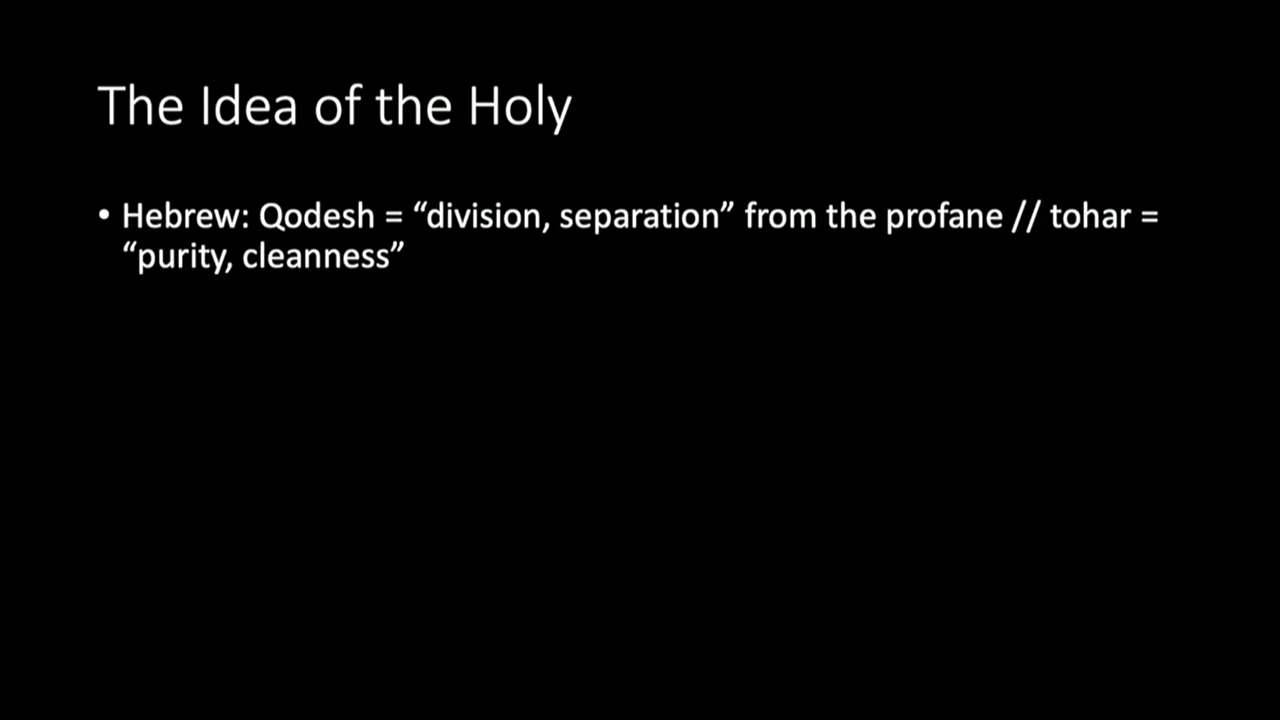 The Idea of the Holy
• Hebrew: Qodesh = “division, separation” from the profane // tohar =
“purity, cleanness”